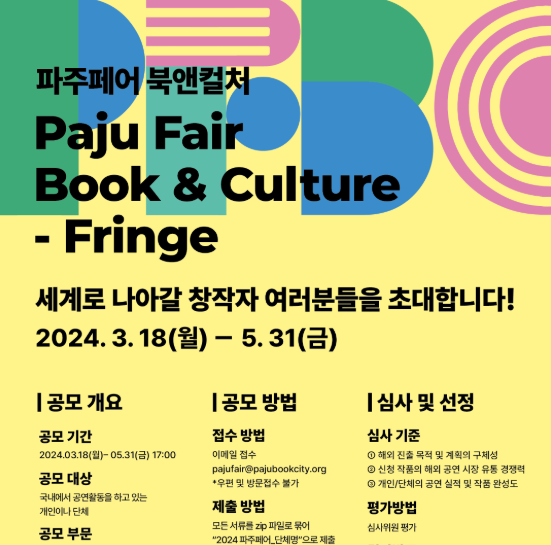 파주페어 북앤컬처
Paju Fair
Book & Culture
- Fringe
세계로 나아갈 창작자 여러분들을 초대합니다!
2024. 3. 18(월) — 5. 31(금)
| 공모 개요
공모 기간
2024.03.18(월)– 05.31(금) 17:00
공모 대상
국내에서 공연활동을 하고 있는
개인이나 단체
공모 부문
| 공모 방법
접수 방법
이메일 접수
pajufair@pajubookcity.org
*우편 및 방문접수 불가
제출 방법
모든 서류를 zip 파일로 묶어
“2024 파주페어_단체명”으로 제출
| 심사 및 선정
심사 기준
① 해외 진출 목적 및 계획의 구체성
② 신청 작품의 해외 공연 시장 유통 경쟁력
③ 개인/단체의 공연 실적 및 작품 완성도
평가방법
심사위원 평가